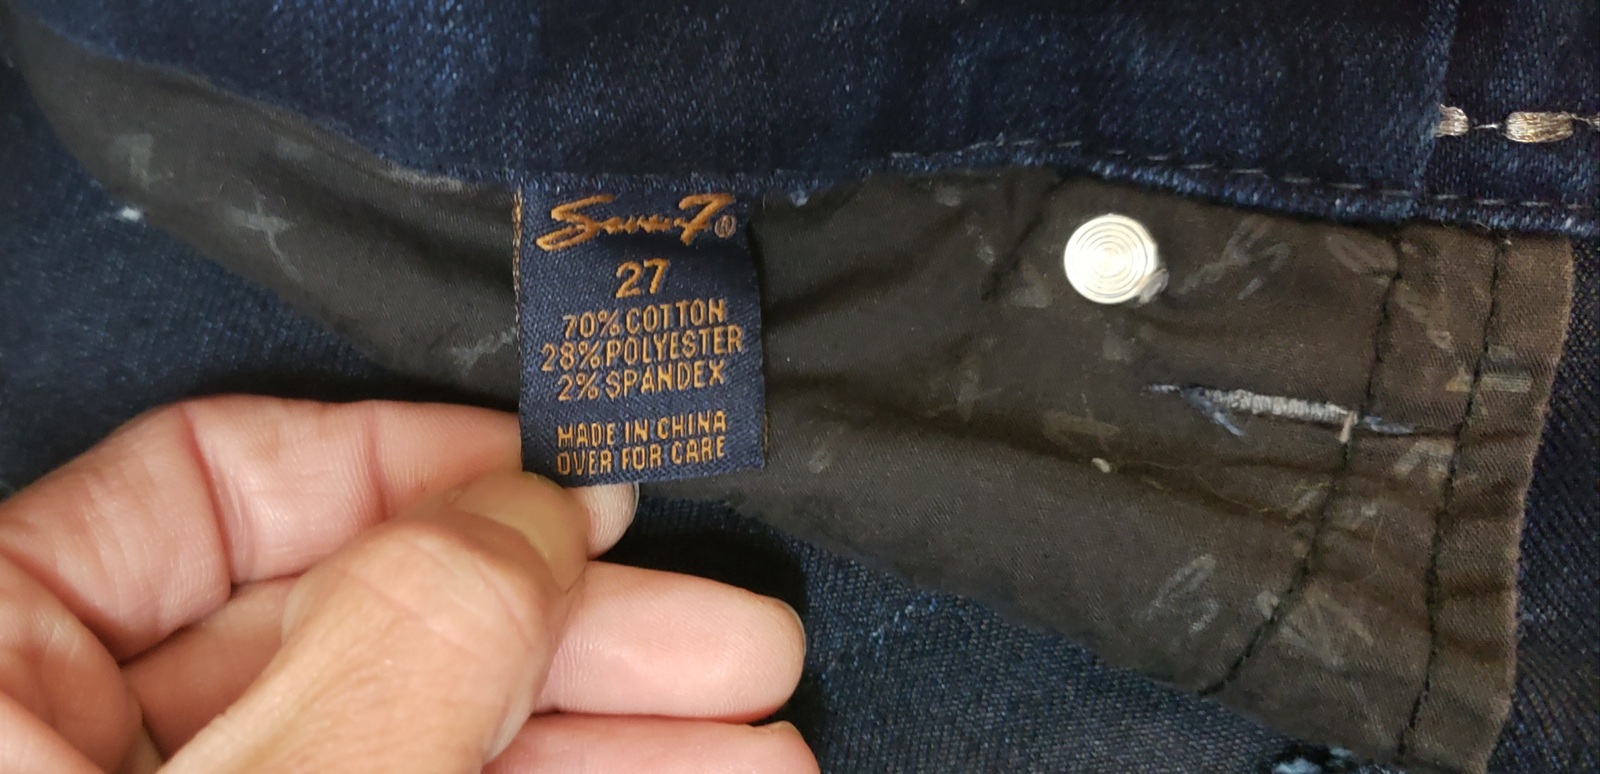 Seven7®
27
70% COTTON
28% POLYESTER
2% SPANDEX
MADE IN CHINA
OVER FOR CARE